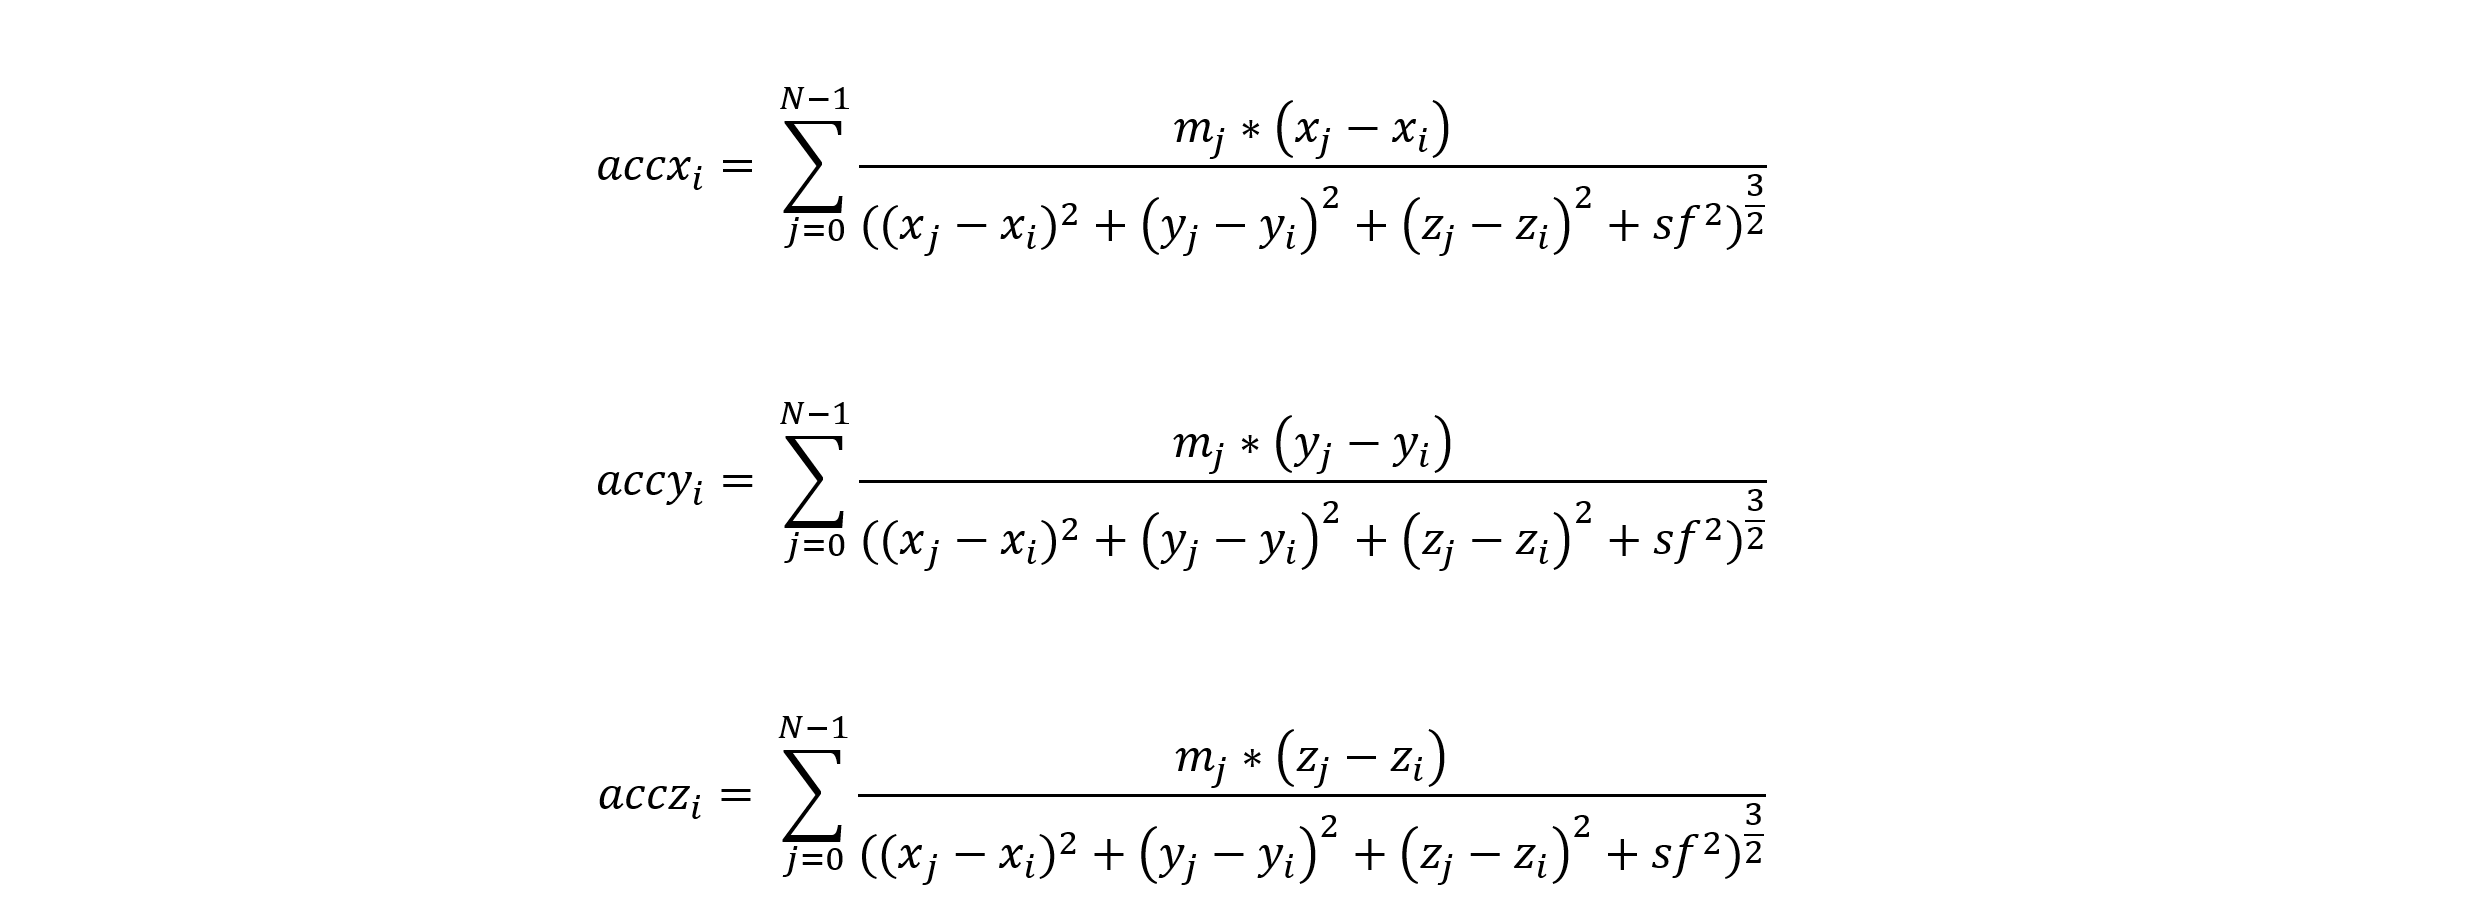 accx_i = \sum_{j=0}^{N-1} \frac{m_j * (x_j - x_i)}{((x_j - x_i)^2 + (y_j - y_i)^2 + (z_j - z_i)^2 + sf^2)^{\frac{3}{2}}}
accy_i = \sum_{j=0}^{N-1} \frac{m_j * (y_j - y_i)}{((x_j - x_i)^2 + (y_j - y_i)^2 + (z_j - z_i)^2 + sf^2)^{\frac{3}{2}}}
accz_i = \sum_{j=0}^{N-1} \frac{m_j * (z_j - z_i)}{((x_j - x_i)^2 + (y_j - y_i)^2 + (z_j - z_i)^2 + sf^2)^{\frac{3}{2}}}